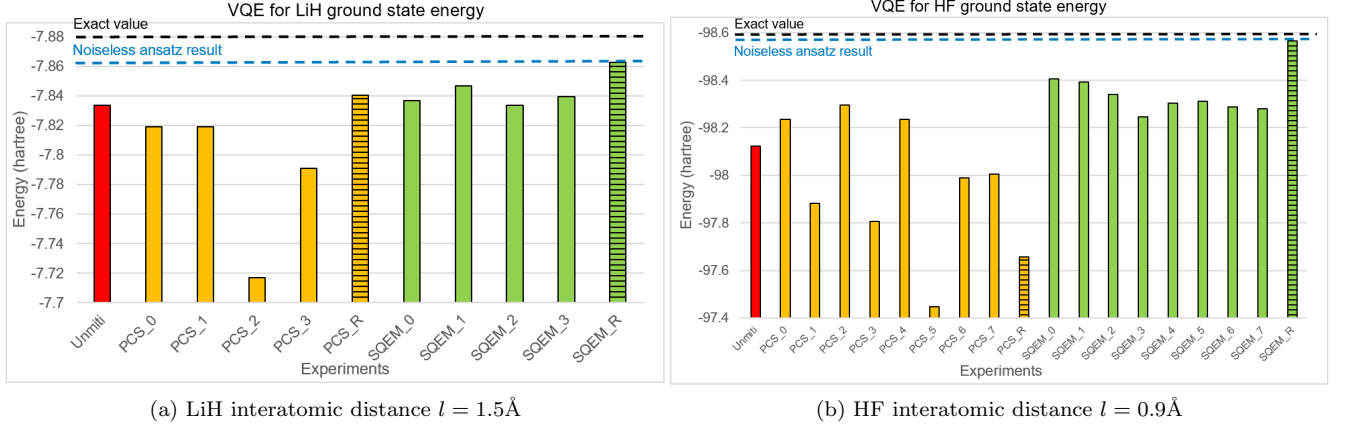 VQE for LiH ground state energy
Exact value
Noiseless ansatz result
-7.88
-7.86
-7.84
-7.82
-7.8
-7.78
-7.76
-7.74
-7.72
-7.7
Energy (hartree)
Unmiti
PCS_0
PCS_1
PCS_2
PCS_3
PCS_R
SQEM_0
SQEM_1
SQEM_2
SQEM_3
SQEM_R
Experiments
(a) LiH interatomic distance l = 1.5Å
VQE for HF ground state energy
Exact value
Noiseless ansatz result
-98.6
-98.4
-98.2
-98
-97.8
-97.6
-97.4
Energy (hartree)
Unmiti
PCS_0
PCS_1
PCS_2
PCS_3
PCS_4
PCS_5
PCS_6
PCS_7
PCS_R
SQEM_0
SQEM_1
SQEM_2
SQEM_3
SQEM_4
SQEM_5
SQEM_6
SQEM_7
SQEM_R
Experiments
(b) HF interatomic distance l = 0.9Å